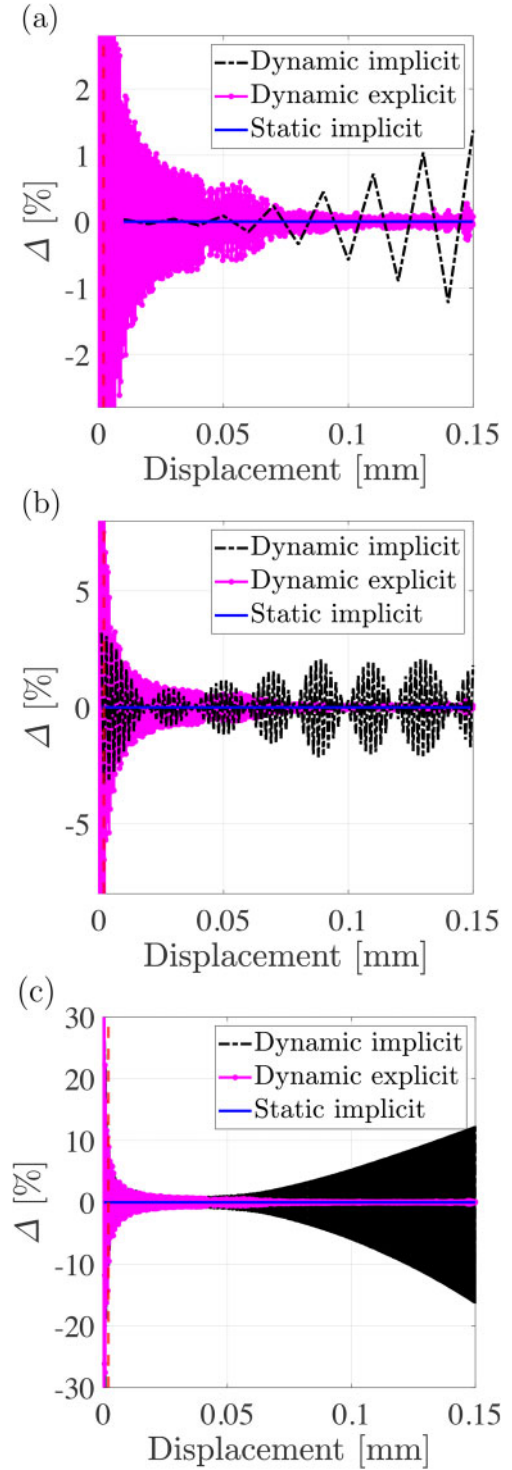 (a)
Dynamic implicit
Dynamic explicit
Static implicit
2
1
0
-1
-2
Δ [%]
0 0.05 0.1 0.15
Displacement [mm]
(b)
Dynamic implicit
Dynamic explicit
Static implicit
5
0
-5
Δ [%]
0 0.05 0.1 0.15
Displacement [mm]
(c)
Dynamic implicit
Dynamic explicit
Static implicit
30
20
10
0
-10
-20
-30
Δ [%]
0 0.05 0.1 0.15
Displacement [mm]